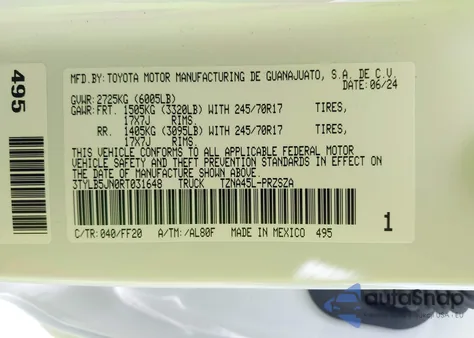 MFD.BY: TOYOTA MOTOR MANUFACTURING DE GUANAJUATO, S.A. DE C.V.
DATE: 06/24
GVWR: 2725KG (6005LB)
GAWR: FRT. 1505KG (3320LB) WITH 245/70R17 TIRES,
17X7J RIMS.
RR. 1405KG (3095LB) WITH 245/70R17 TIRES,
17X7J RIMS.
THIS VEHICLE CONFORMS TO ALL APPLICABLE FEDERAL MOTOR
VEHICLE SAFETY AND THEFT PREVENTION STANDARDS IN EFFECT
ON THE DATE OF MANUFACTURE SHOWN ABOVE.
3TYLB5JN0RT031648 TRUCK TZNA45L-PRZSZA
C/TR: 040/FF20 A/TM: /AL80F MADE IN MEXICO 495
1
495
autoShop